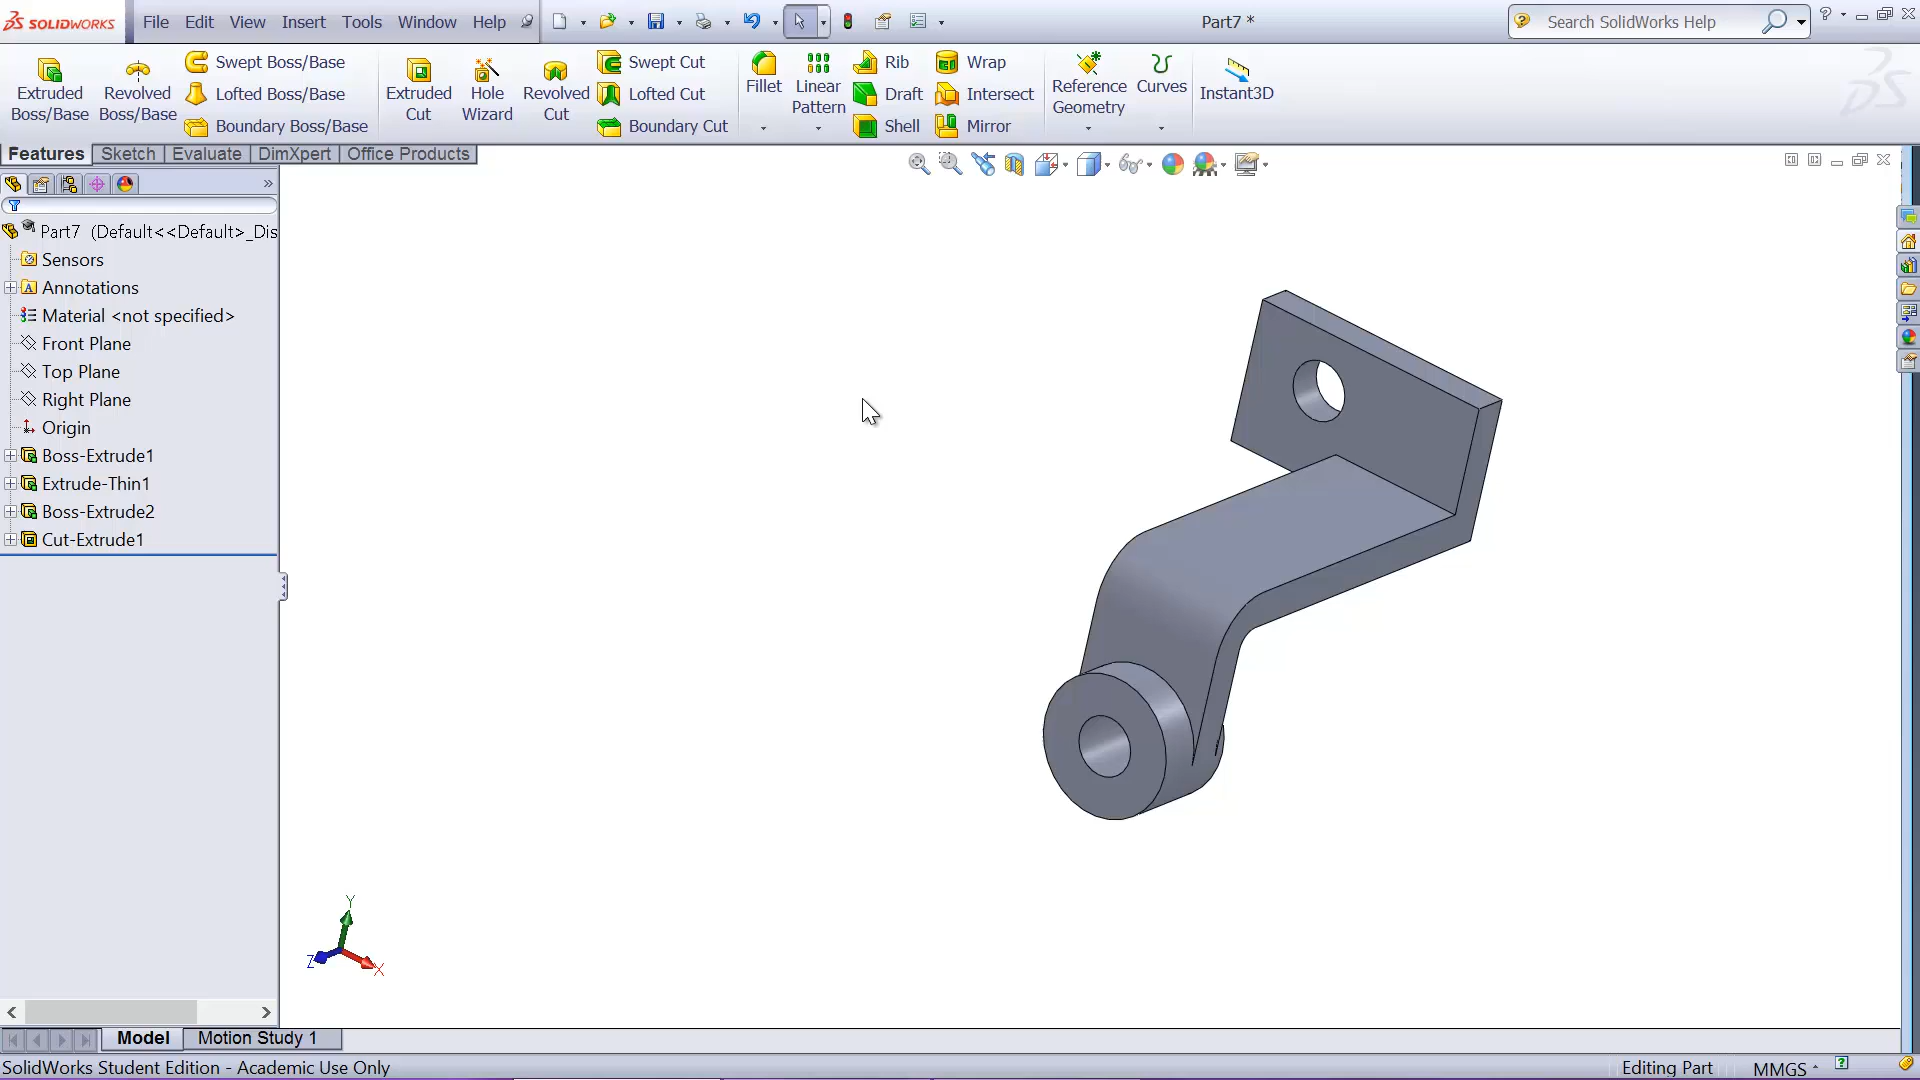 SOLIDWORKS File Edit View Insert Tools Window Help Part7 * Search SolidWorks Help
Extruded Boss/Base
Revolved Boss/Base
Swept Boss/Base
Lofted Boss/Base
Boundary Boss/Base
Extruded Cut
Hole Wizard
Revolved Cut
Swept Cut
Lofted Cut
Boundary Cut
Fillet
Linear Pattern
Rib
Draft
Shell
Wrap
Intersect
Mirror
Reference Geometry
Curves
Instant3D
Features Sketch Evaluate DimXpert Office Products
Part7 (Default<<Default>_Dis
Sensors
Annotations
Material <not specified>
Front Plane
Top Plane
Right Plane
Origin
Boss-Extrude1
Extrude-Thin1
Boss-Extrude2
Cut-Extrude1
Y
Z
X
Model Motion Study 1
SolidWorks Student Edition - Academic Use Only Editing Part MMGS